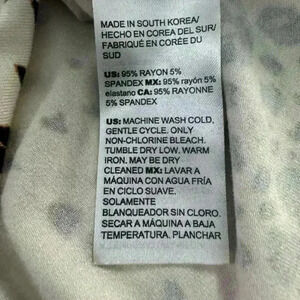 MADE IN SOUTH KOREA/
HECHO EN COREA DEL SUR/
FABRIQUÉ EN CORÉE DU
SUD
US: 95% RAYON 5%
SPANDEX MX: 95% rayón 5%
elastano CA: 95% RAYONNE
5% SPANDEX
US: MACHINE WASH COLD,
GENTLE CYCLE. ONLY
NON-CHLORINE BLEACH.
TUMBLE DRY LOW. WARM
IRON. MAY BE DRY
CLEANED MX: LAVAR A
MÁQUINA CON AGUA FRÍA
EN CICLO SUAVE.
SOLAMENTE
BLANQUEADOR SIN CLORO.
SECAR A MÁQUINA A BAJA
TEMPERATURA. PLANCHAR